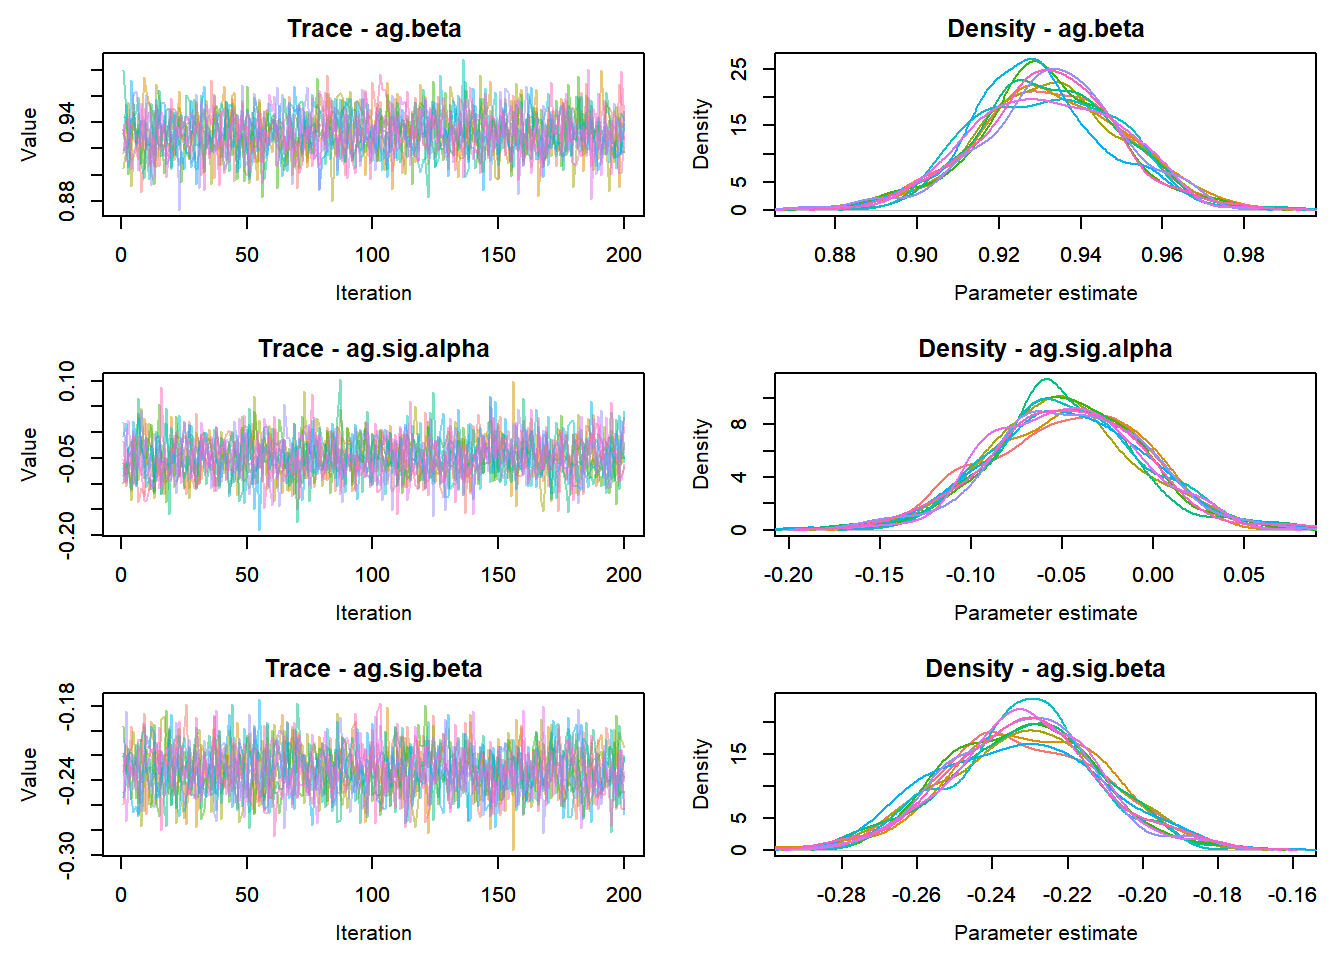 Trace - ag.beta
Value
0.94
0.88
0 50 100 150 200
Iteration
Density - ag.beta
Density
25
15
5
0
0.88 0.90 0.92 0.94 0.96 0.98
Parameter estimate
Trace - ag.sig.alpha
Value
0.10
-0.05
-0.20
0 50 100 150 200
Iteration
Density - ag.sig.alpha
Density
8
4
0
-0.20 -0.15 -0.10 -0.05 0.00 0.05
Parameter estimate
Trace - ag.sig.beta
Value
-0.18
-0.24
-0.30
0 50 100 150 200
Iteration
Density - ag.sig.beta
Density
15
5
0
-0.28 -0.26 -0.24 -0.22 -0.20 -0.18 -0.16
Parameter estimate